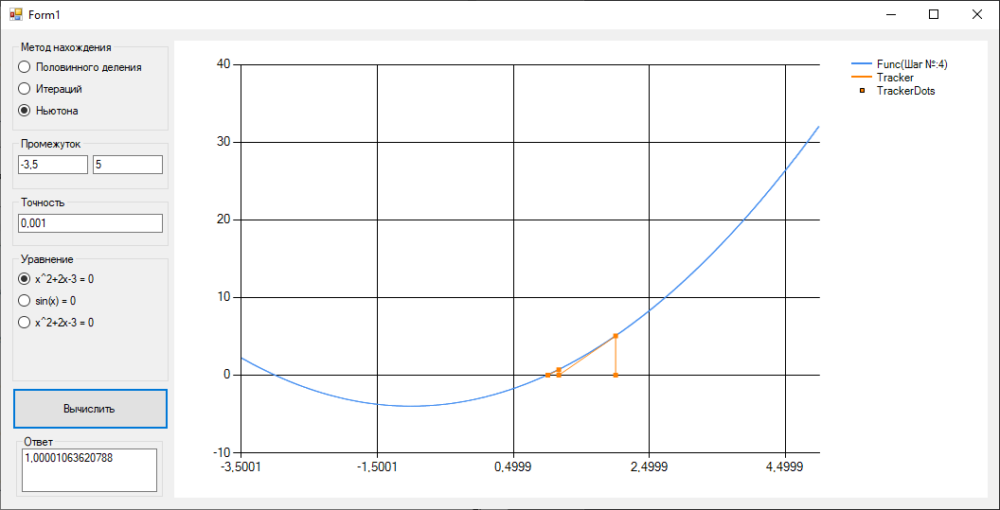 Form1
Метод нахождения
Половинного деления
Итераций
Ньютона
Промежуток
-3,5
5
Точность
0,001
Уравнение
x^2+2x-3 = 0
sin(x) = 0
x^2+2x-3 = 0
Вычислить
Ответ
1,00001063620788
40
30
20
10
0
-10
-3,5001
-1,5001
0,4999
2,4999
4,4999
Func(Шаг №:4)
Tracker
TrackerDots